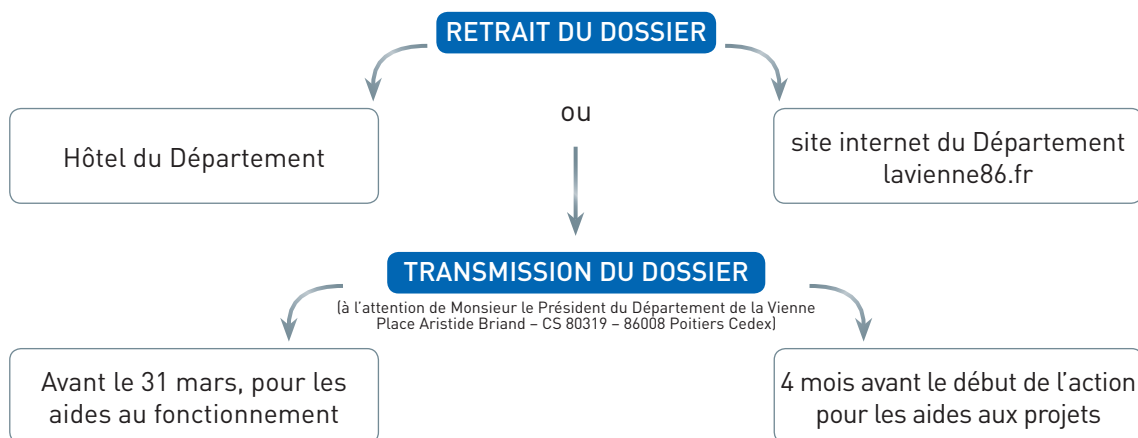 RETRAIT DU DOSSIER
Hôtel du Département
ou
site internet du Département
lavienne86.fr
TRANSMISSION DU DOSSIER
(à l’attention de Monsieur le Président du Département de la Vienne
Place Aristide Briand – CS 80319 – 86008 Poitiers Cedex)
Avant le 31 mars, pour les
aides au fonctionnement
4 mois avant le début de l’action
pour les aides aux projets